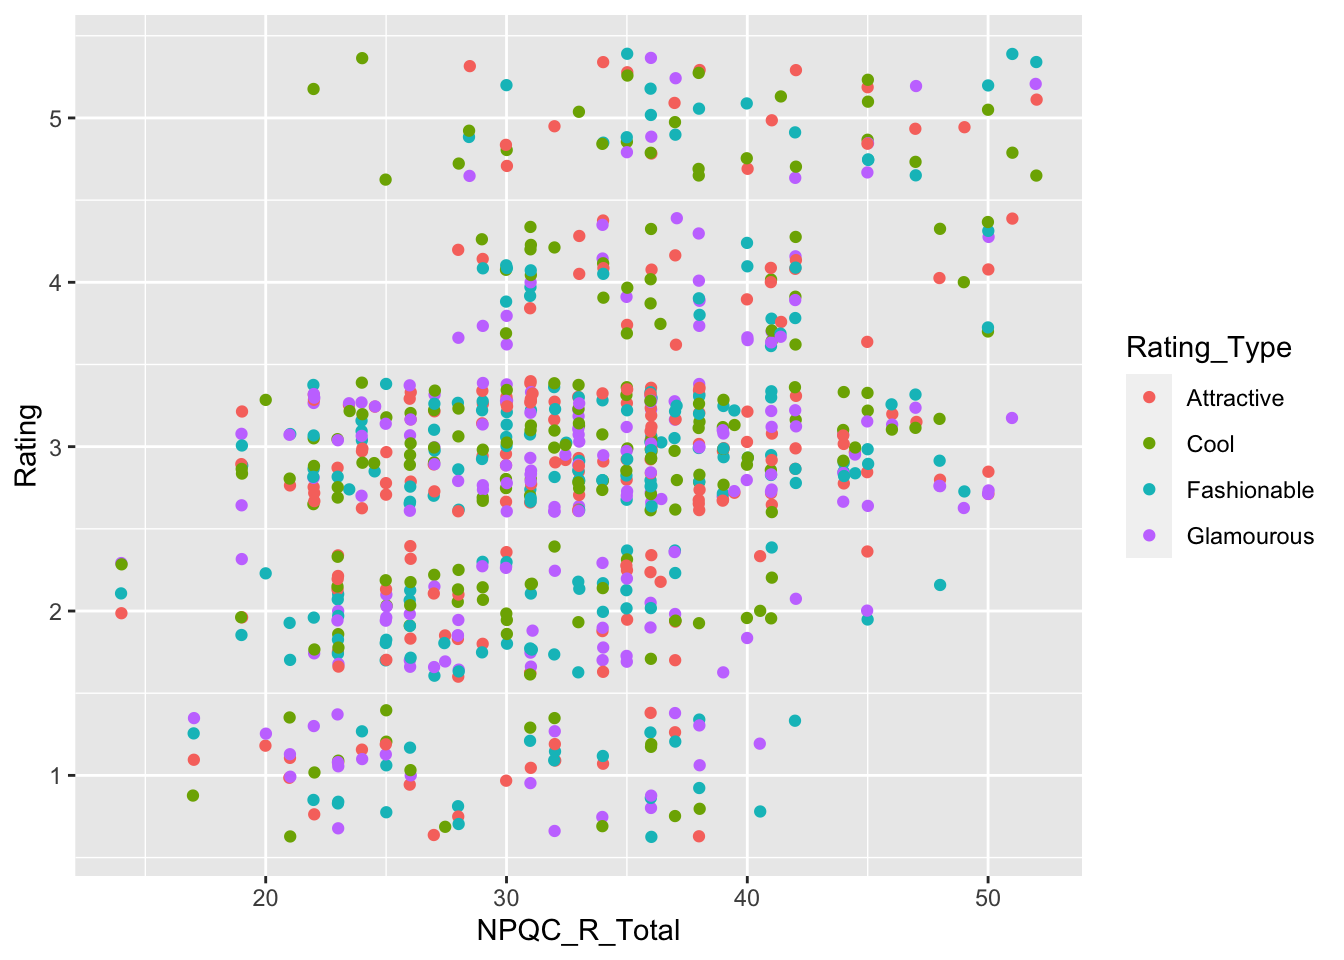 Rating
5
4
3
2
1
20 30 40 50
NPQC_R_Total
Rating_Type
Attractive
Cool
Fashionable
Glamourous